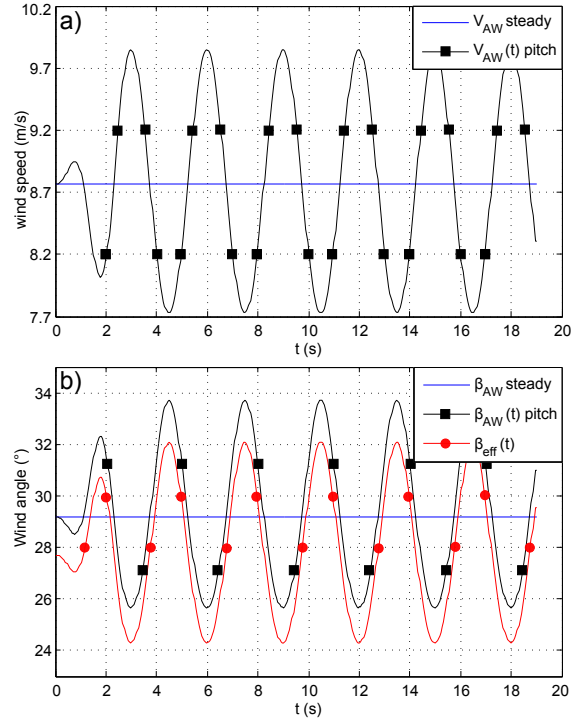 a)
V_AW steady
V_AW (t) pitch
10.2
9.7
9.2
8.7
8.2
7.7
wind speed (m/s)
0 2 4 6 8 10 12 14 16 18 20
t (s)
b)
β_AW steady
β_AW (t) pitch
β_eff (t)
34
32
30
28
26
24
Wind angle (°)
0 2 4 6 8 10 12 14 16 18 20
t (s)